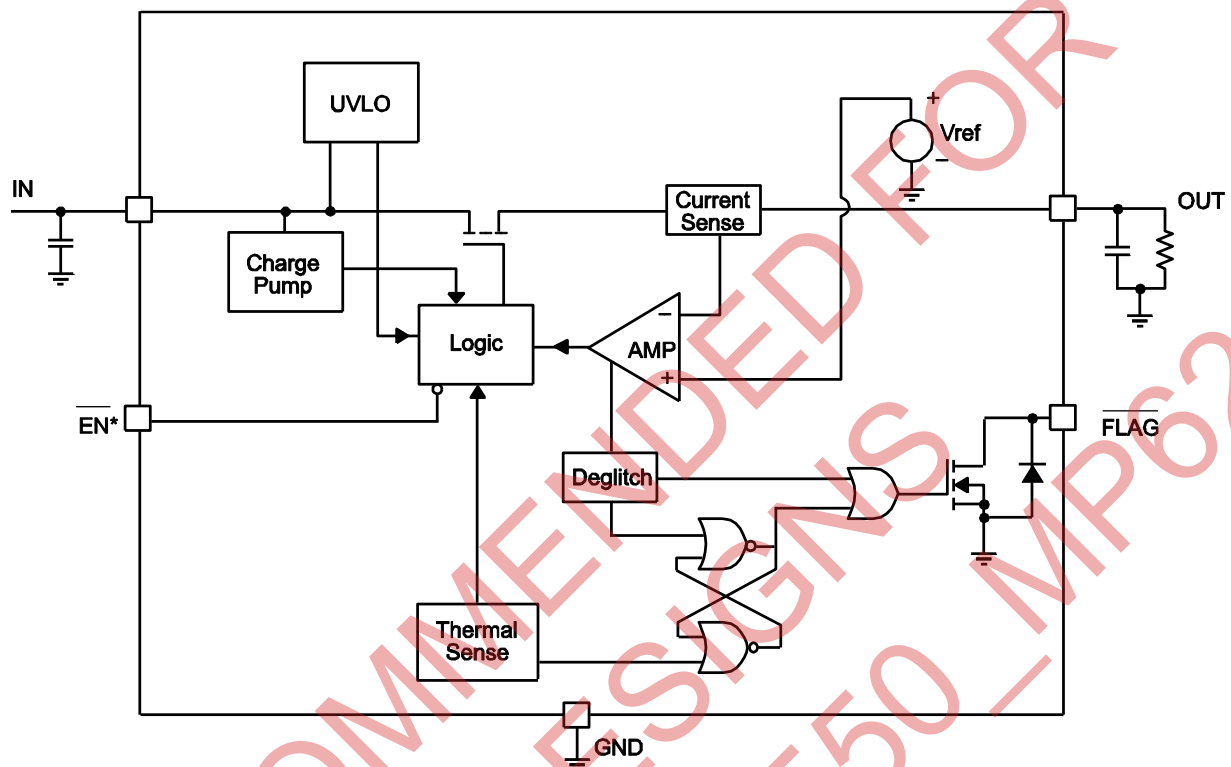 UVLO
+
Vref
−
IN
Current
Sense
OUT
Charge
Pump
Logic
−
AMP
+
EN*
FLAG
Deglitch
Thermal
Sense
GND
OMMENDED FOR
ESIGNS
50_MP62